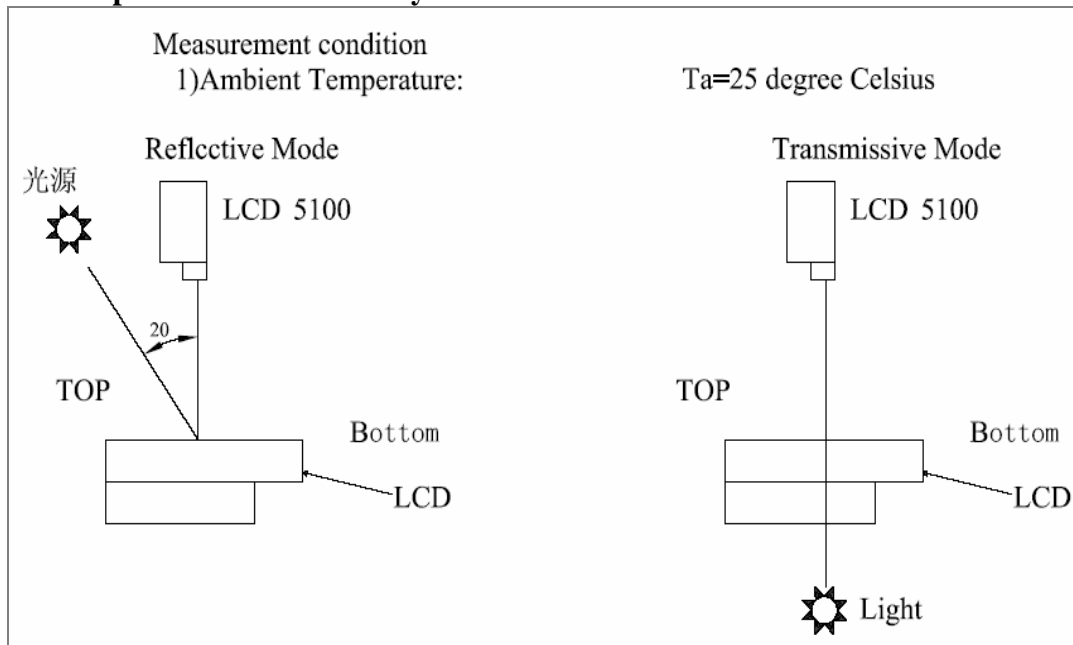 Measurement condition
1)Ambient Temperature: Ta=25 degree Celsius
Reflective Mode
光源
LCD 5100
20
TOP
Bottom
LCD
Transmissive Mode
LCD 5100
TOP
Bottom
LCD
Light